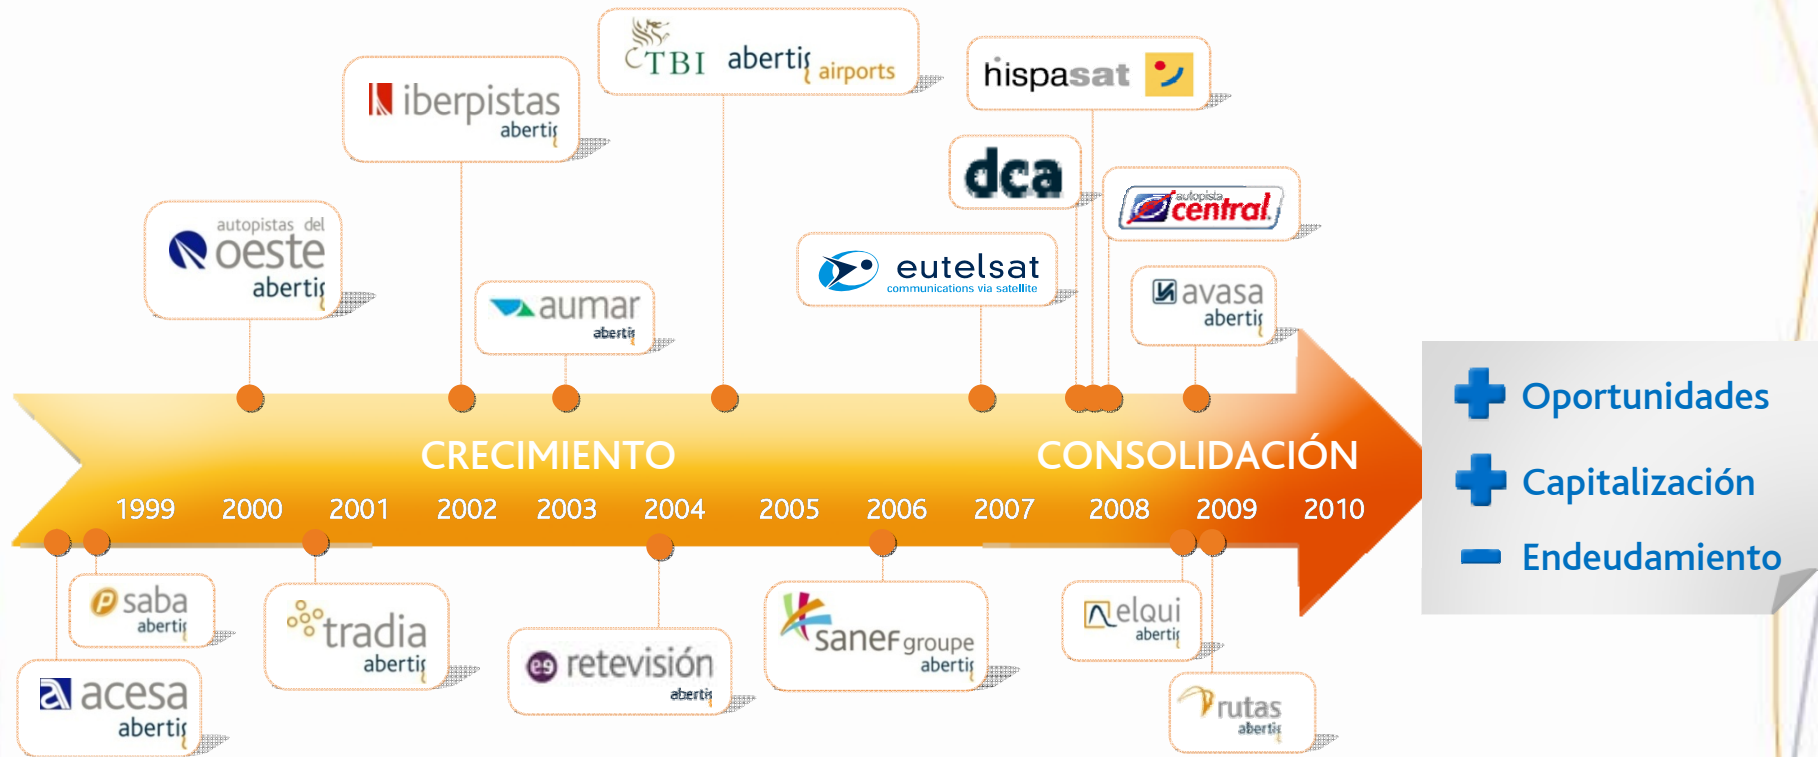 TBI abertis airports
hispasat
iberpistas
abertis
dca
autopista
central
autopistas del
oeste
abertis
eutelsat
communications via satellite
aumar
abertis
avasa
abertis
CRECIMIENTO
CONSOLIDACIÓN
1999 2000 2001 2002 2003 2004 2005 2006 2007 2008 2009 2010
Oportunidades
Capitalización
Endeudamiento
saba
abertis
acesa
abertis
tradia
abertis
retevisión
abertis
sanef groupe
abertis
elqui
abertis
rutas
abertis